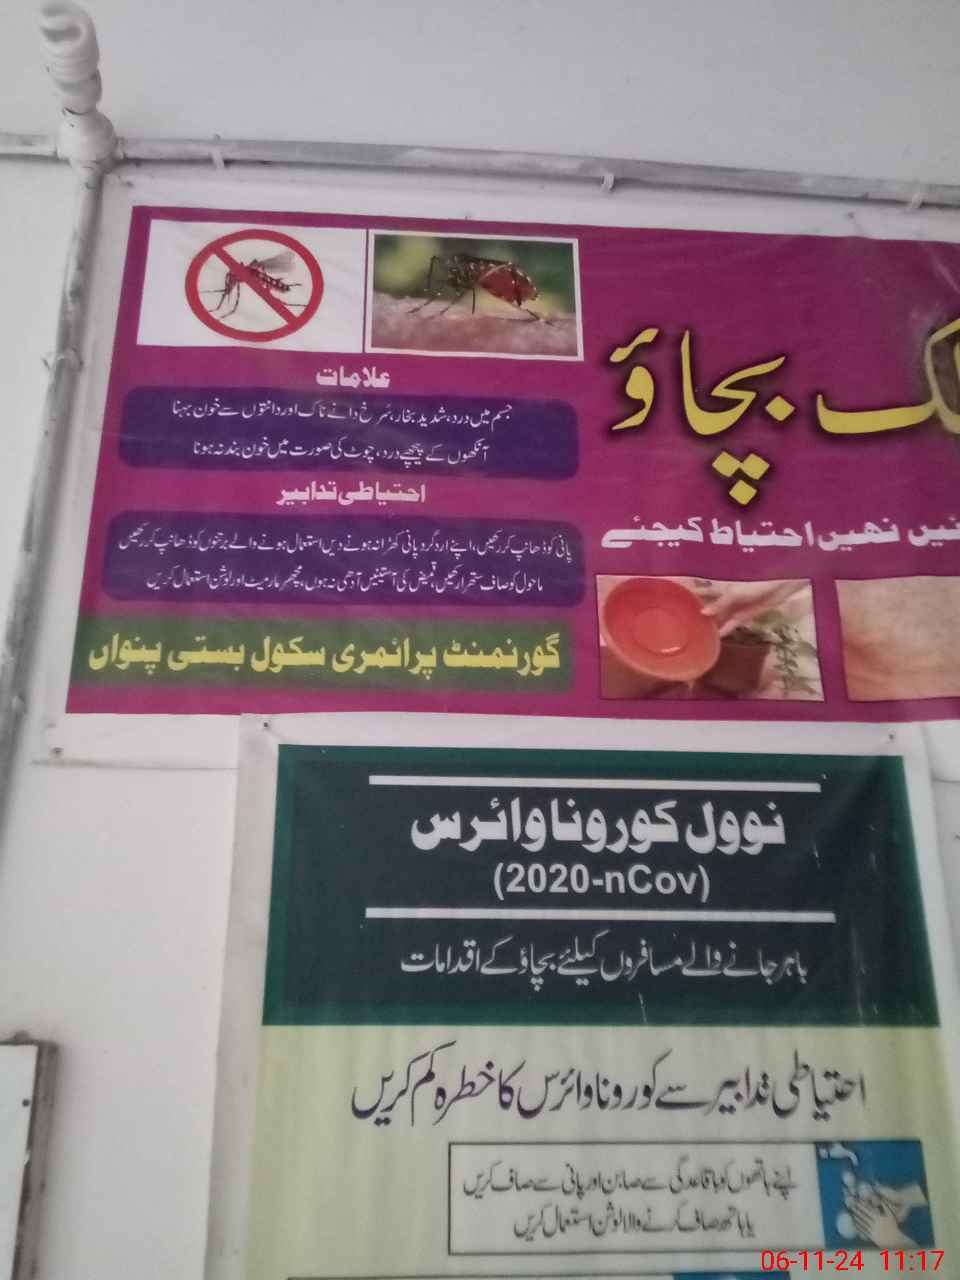 بچاؤ
نہیں احتیاط کیجئے
علامات
جسم میں درد، شدید بخار، سُرخ دانے ناک اور دانتوں سے خون بہنا
آنکھوں کے پیچھے درد، چوٹ کی صورت میں خون بند نہ ہونا
احتیاطی تدابیر
پانی کو ڈھانپ کر رکھیں، اپنے اردگرد پانی کھڑا نہ ہونے دیں استعمال ہونے والے برتنوں کو ڈھانپ کر رکھیں
ماحول کو صاف ستھرا رکھیں، قمیض کی آستینیں آدھی نہ ہوں، مچھر مار میٹ اور لوشن استعمال کریں
گورنمنٹ پرائمری سکول بستی پنواں
نوول کورونا وائرس
(2020-nCov)
باہر جانے والے مسافروں کیلئے بچاؤ کے اقدامات
احتیاطی تدابیر سے کورونا وائرس کا خطرہ کم کریں
اپنے ہاتھوں کو باقاعدگی سے صابن اور پانی سے صاف کریں
یا ہاتھ صاف کرنے والا لوشن استعمال کریں
06-11-24 11:17